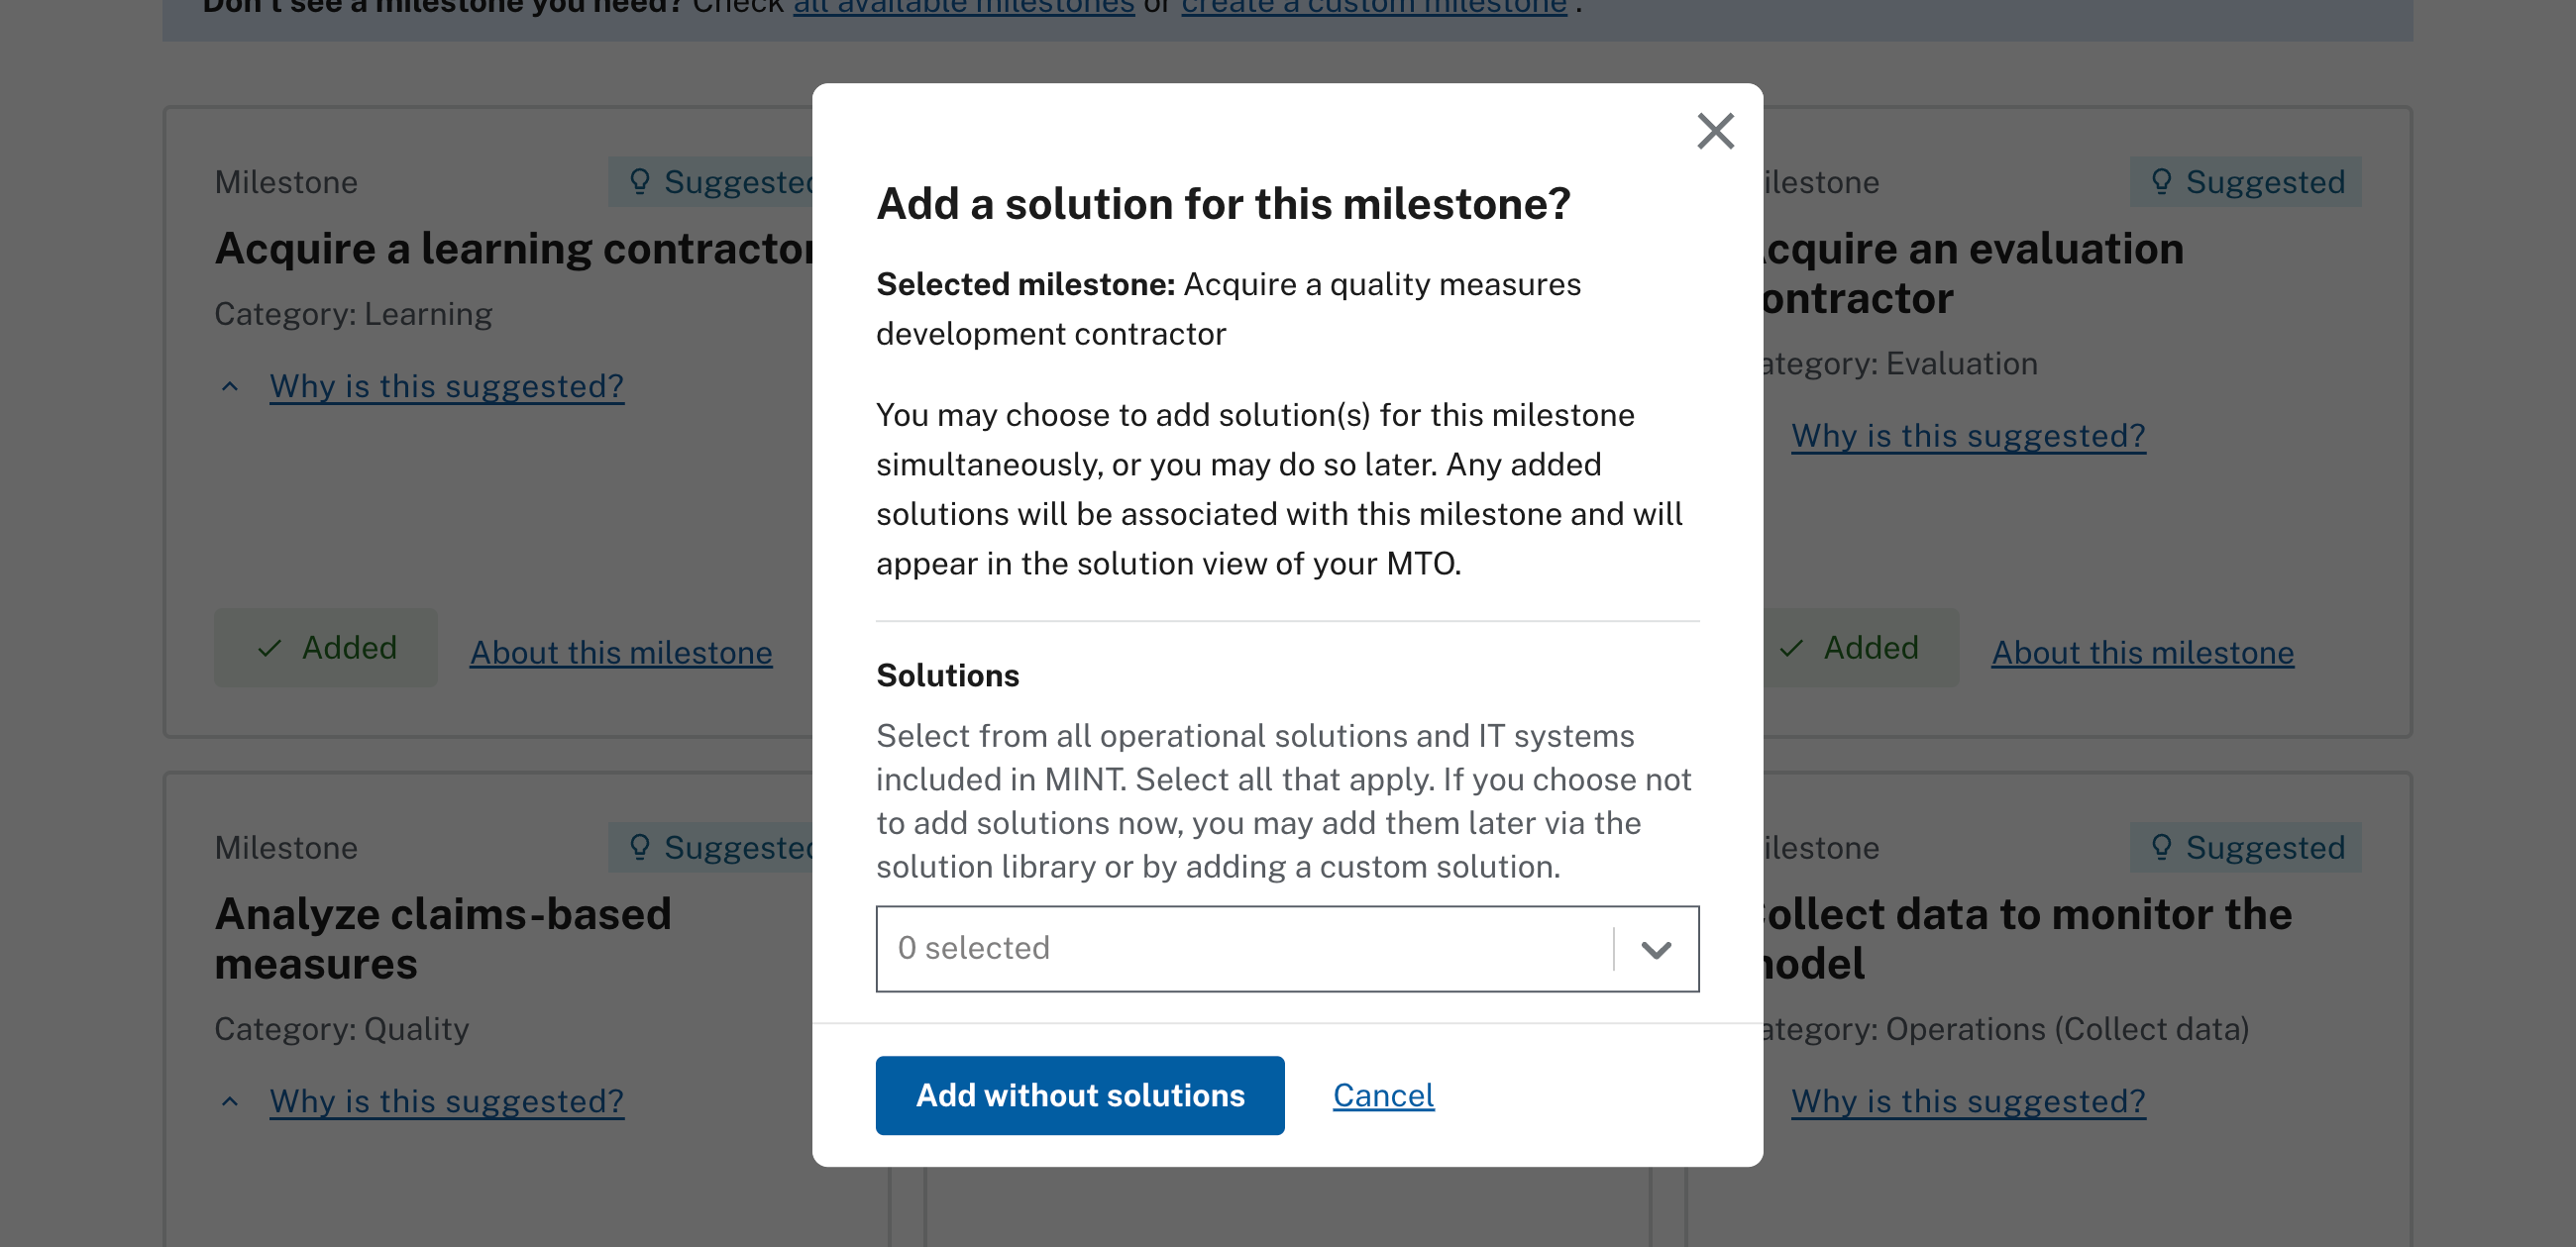 Don't see a milestone you need? Check all available milestones or create a custom milestone .
Milestone
Suggested
Acquire a learning contractor
Category: Learning
Why is this suggested?
Added
About this milestone
Milestone
Suggested
Analyze claims-based
measures
Category: Quality
Why is this suggested?
Add a solution for this milestone?
Selected milestone: Acquire a quality measures
development contractor
You may choose to add solution(s) for this milestone
simultaneously, or you may do so later. Any added
solutions will be associated with this milestone and will
appear in the solution view of your MTO.
Solutions
Select from all operational solutions and IT systems
included in MINT. Select all that apply. If you choose not
to add solutions now, you may add them later via the
solution library or by adding a custom solution.
0 selected
Add without solutions
Cancel
ilestone
Suggested
cquire an evaluation
ontractor
ategory: Evaluation
Why is this suggested?
Added
About this milestone
ilestone
Suggested
ollect data to monitor the
odel
ategory: Operations (Collect data)
Why is this suggested?